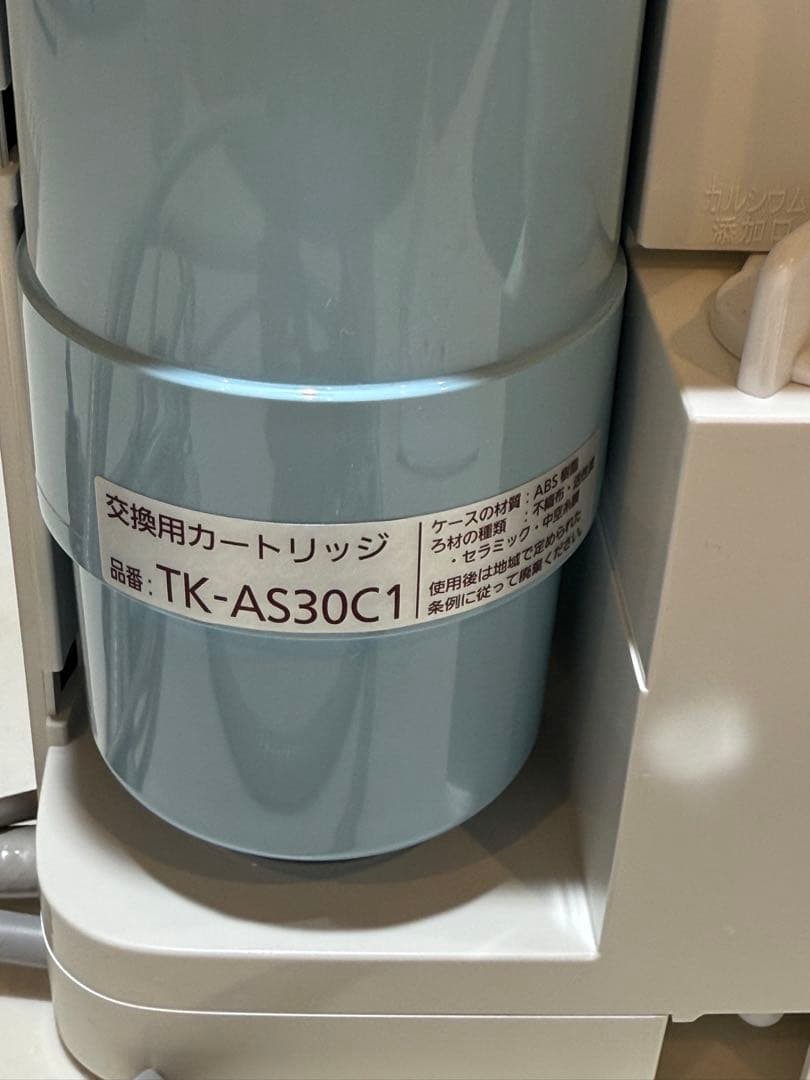 カルシウム
添加口
交換用カートリッジ
品番：TK-AS30C1
ケースの材質：ABS 樹脂
ろ材の種類　：不織布・活性炭
・セラミック・中空糸膜
使用後は地域で定められた
条例に従って廃棄ください。